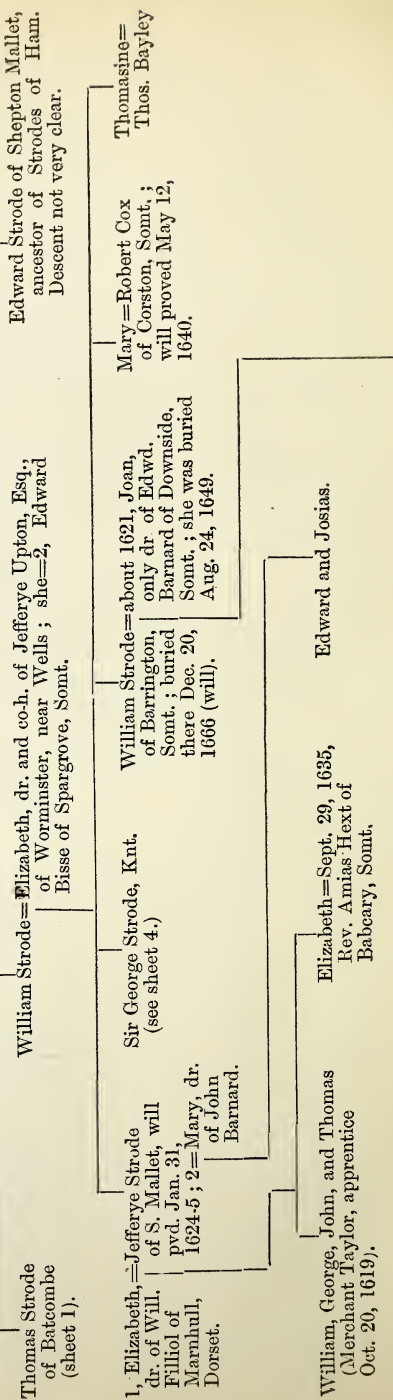 Thomas Strode
of Batcombe
(sheet 1).
William Strode=Elizabeth, dr. and co-h. of Jefferye Upton, Esq.,
of Worminster, near Wells ; she=2, Edward
Bisse of Spargrove, Somt.
Edward Strode of Shepton Mallet,
ancestor of Strodes of Ham.
Descent not very clear.
1, Elizabeth,=Jefferye Strode
dr. of Will. of S. Mallet, will
Filliol of pvd. Jan. 31,
Marnhull, 1624-5 ; 2=Mary, dr.
Dorset. of John
Barnard.
Sir George Strode, Knt.
(see sheet 4.)
William Strode=about 1621, Joan,
of Barrington, only dr. of Edwd.
Somt. ; buried Barnard of Downside,
there Dec. 20, Somt. ; she was buried
1666 (will). Aug. 24, 1649.
Mary=Robert Cox
of Corston, Somt. ;
will proved May 12,
1640.
Thomasine=
Thos. Bayley
William, George, John, and Thomas
(Merchant Taylor, apprentice
Oct. 20, 1619).
Elizabeth=Sept. 29, 1635,
Rev. Amias Hext of
Babcary, Somt.
Edward and Josias.